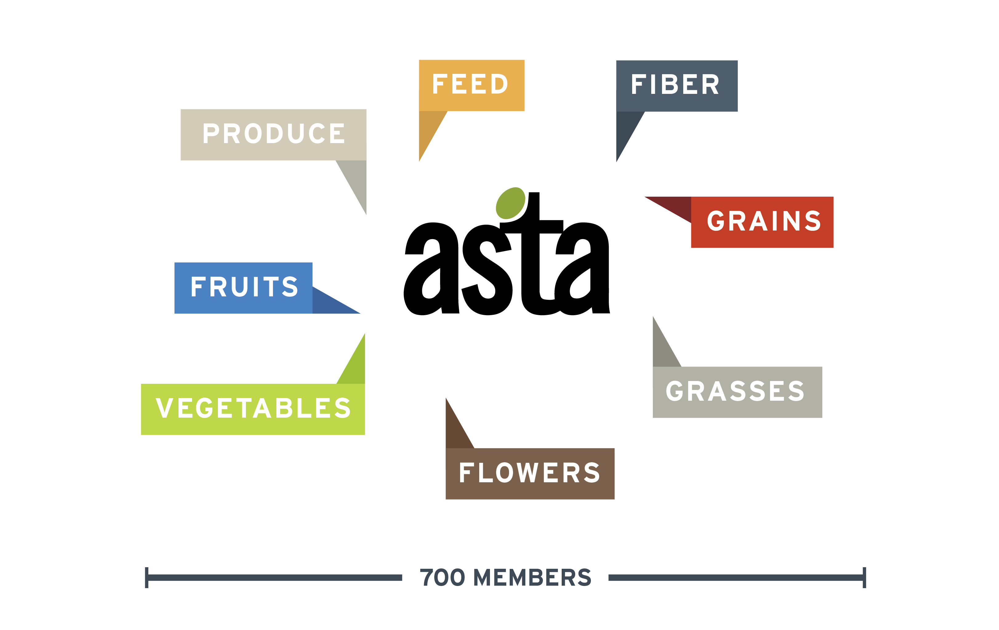 FEED
FIBER
PRODUCE
asta
GRAINS
FRUITS
VEGETABLES
GRASSES
FLOWERS
700 MEMBERS